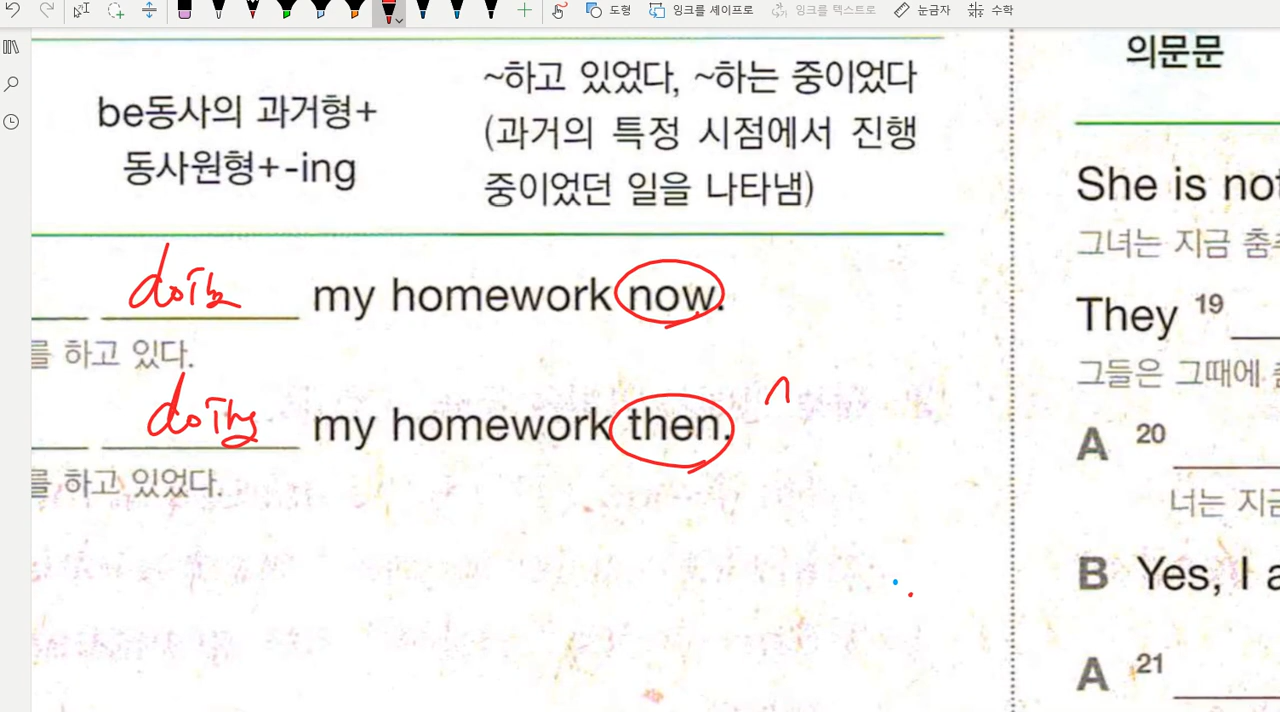 도형 잉크를 셰이프로 잉크를 텍스트로 눈금자 수학
be동사의 과거형+
동사원형+-ing
~하고 있었다, ~하는 중이었다
(과거의 특정 시점에서 진행
중이었던 일을 나타냄)
doing my homework now.
를 하고 있다.
doing my homework then.
를 하고 있었다.
의문문
She is not
그녀는 지금 춤추
They 19
그들은 그때에
A 20
너는 지금
B Yes, I a
A 21